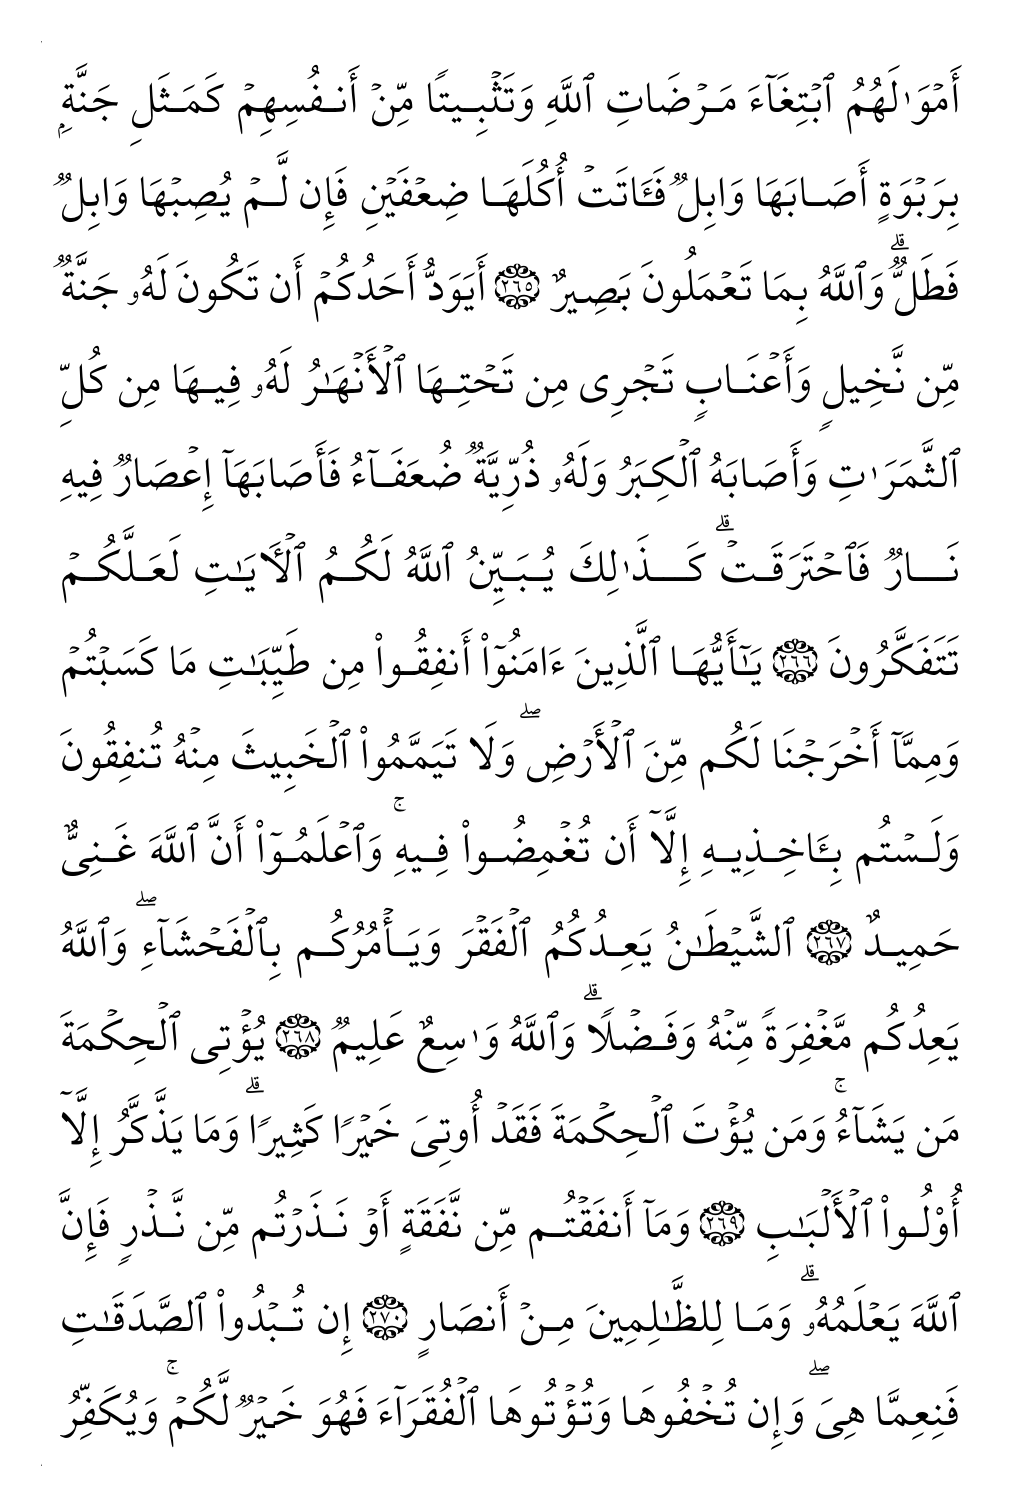 أَمۡوَٰلَهُمُ ٱبۡتِغَآءَ مَرۡضَاتِ ٱللَّهِ وَتَثۡبِيتٗا مِّنۡ أَنفُسِهِمۡ كَمَثَلِ جَنَّةِۭ
بِرَبۡوَةٍ أَصَابَهَا وَابِلٞ فَـَٔاتَتۡ أُكُلَهَا ضِعۡفَيۡنِ فَإِن لَّمۡ يُصِبۡهَا وَابِلٞ
فَطَلّٞۗ وَٱللَّهُ بِمَا تَعۡمَلُونَ بَصِيرٌ ٢٦٥ أَيَوَدُّ أَحَدُكُمۡ أَن تَكُونَ لَهُۥ جَنَّةٞ
مِّن نَّخِيلٖ وَأَعۡنَابٖ تَجۡرِي مِن تَحۡتِهَا ٱلۡأَنۡهَٰرُ لَهُۥ فِيهَا مِن كُلِّ
ٱلثَّمَرَٰتِ وَأَصَابَهُ ٱلۡكِبَرُ وَلَهُۥ ذُرِّيَّةٞ ضُعَفَآءُ فَأَصَابَهَآ إِعۡصَارٞ فِيهِ
نَارٞ فَٱحۡتَرَقَتۡۗ كَذَٰلِكَ يُبَيِّنُ ٱللَّهُ لَكُمُ ٱلۡأٓيَٰتِ لَعَلَّكُمۡ
تَتَفَكَّرُونَ ٢٦٦ يَٰٓأَيُّهَا ٱلَّذِينَ ءَامَنُوٓاْ أَنفِقُواْ مِن طَيِّبَٰتِ مَا كَسَبۡتُمۡ
وَمِمَّآ أَخۡرَجۡنَا لَكُم مِّنَ ٱلۡأَرۡضِۖ وَلَا تَيَمَّمُواْ ٱلۡخَبِيثَ مِنۡهُ تُنفِقُونَ
وَلَسۡتُم بِـَٔاخِذِيهِ إِلَّآ أَن تُغۡمِضُواْ فِيهِۚ وَٱعۡلَمُوٓاْ أَنَّ ٱللَّهَ غَنِيٌّ
حَمِيدٌ ٢٦٧ ٱلشَّيۡطَٰنُ يَعِدُكُمُ ٱلۡفَقۡرَ وَيَأۡمُرُكُم بِٱلۡفَحۡشَآءِۖ وَٱللَّهُ
يَعِدُكُم مَّغۡفِرَةٗ مِّنۡهُ وَفَضۡلٗاۗ وَٱللَّهُ وَٰسِعٌ عَلِيمٞ ٢٦٨ يُؤۡتِي ٱلۡحِكۡمَةَ
مَن يَشَآءُۚ وَمَن يُؤۡتَ ٱلۡحِكۡمَةَ فَقَدۡ أُوتِيَ خَيۡرٗا كَثِيرٗاۗ وَمَا يَذَّكَّرُ إِلَّآ
أُوْلُواْ ٱلۡأَلۡبَٰبِ ٢٦٩ وَمَآ أَنفَقۡتُم مِّن نَّفَقَةٍ أَوۡ نَذَرۡتُم مِّن نَّذۡرٖ فَإِنَّ
ٱللَّهَ يَعۡلَمُهُۥۗ وَمَا لِلظَّٰلِمِينَ مِنۡ أَنصَارٍ ٢٧٠ إِن تُبۡدُواْ ٱلصَّدَقَٰتِ
فَنِعِمَّا هِيَۖ وَإِن تُخۡفُوهَا وَتُؤۡتُوهَا ٱلۡفُقَرَآءَ فَهُوَ خَيۡرٞ لَّكُمۡۚ وَيُكَفِّرُ